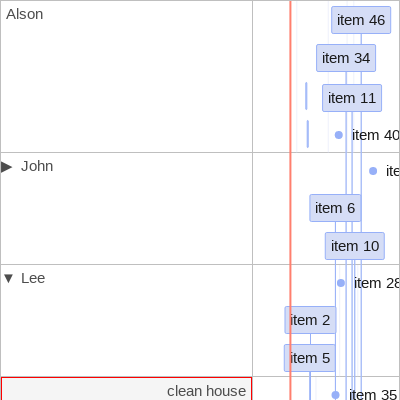 Alson
item 46
item 34
item 11
item 40
▶ John
ite
item 6
item 10
▼ Lee
item 28
item 2
item 5
clean house
item 35